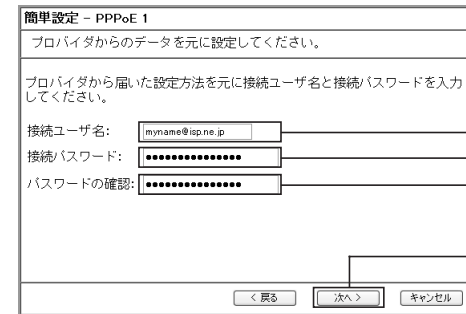 簡単設定 – PPPoE 1
プロバイダからのデータを元に設定してください。
プロバイダから届いた設定方法を元に接続ユーザ名と接続パスワードを入力
してください。
接続ユーザ名: myname@isp.ne.jp
接続パスワード: ●●●●●●●●●●●●●●●
パスワードの確認: ●●●●●●●●●●●●●●●
< 戻る 次へ > キャンセル